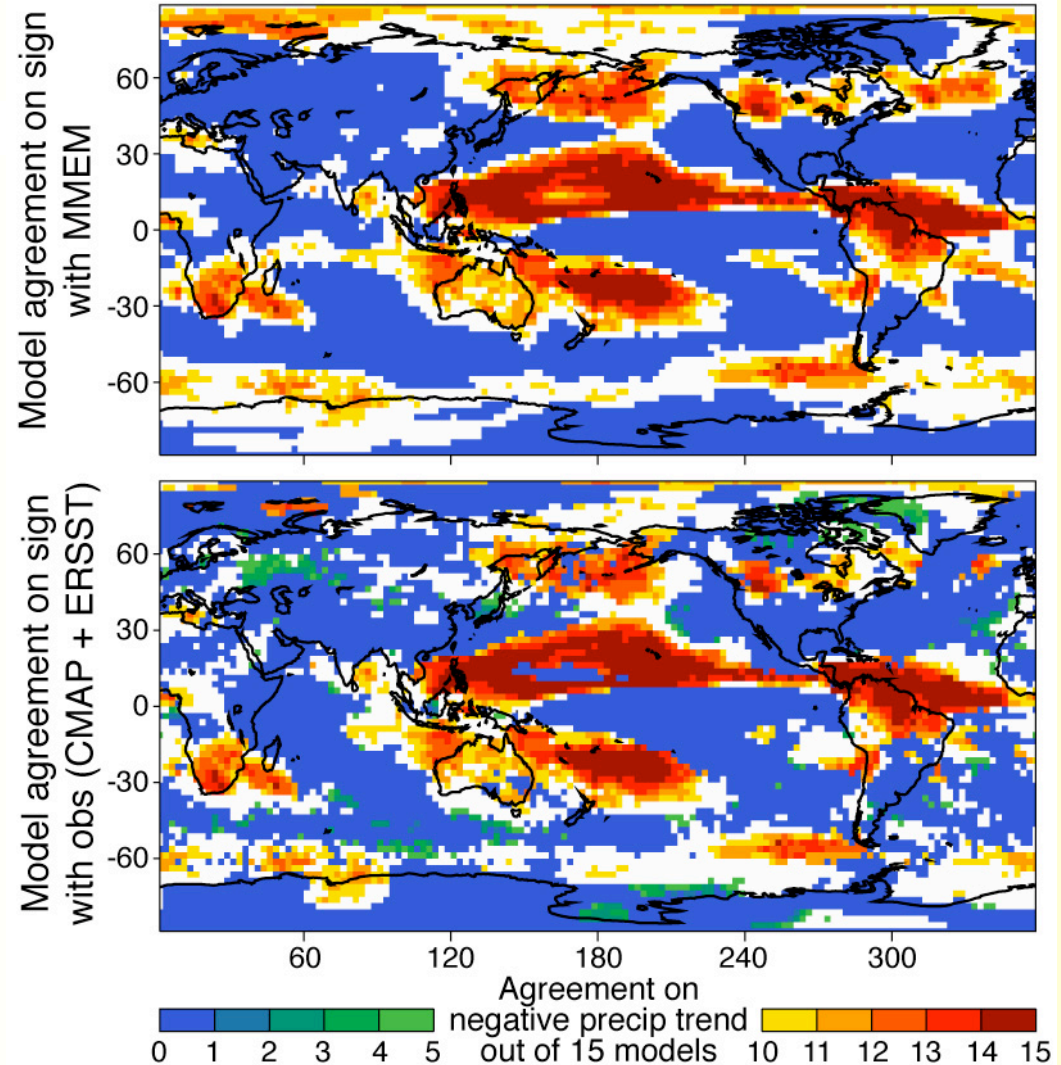 Model agreement on sign
with MMEM
60
30
0
-30
-60
Model agreement on sign
with obs (CMAP + ERSST)
60
30
0
-30
-60
60 120 180 240 300
Agreement on
negative precip trend
out of 15 models
0 1 2 3 4 5 10 11 12 13 14 15